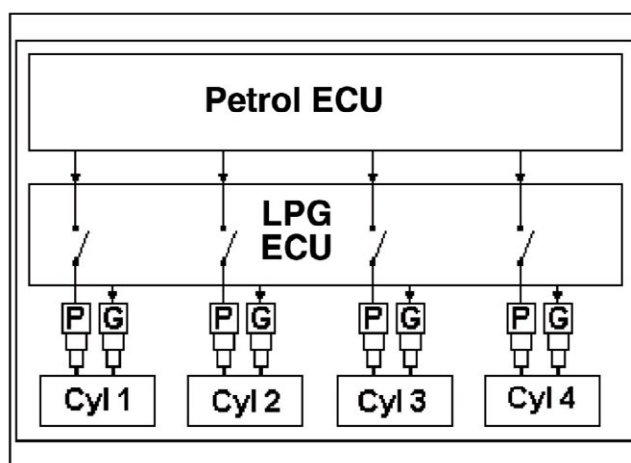 Petrol ECU
LPG
ECU
P G P G P G P G
Cyl 1 Cyl 2 Cyl 3 Cyl 4